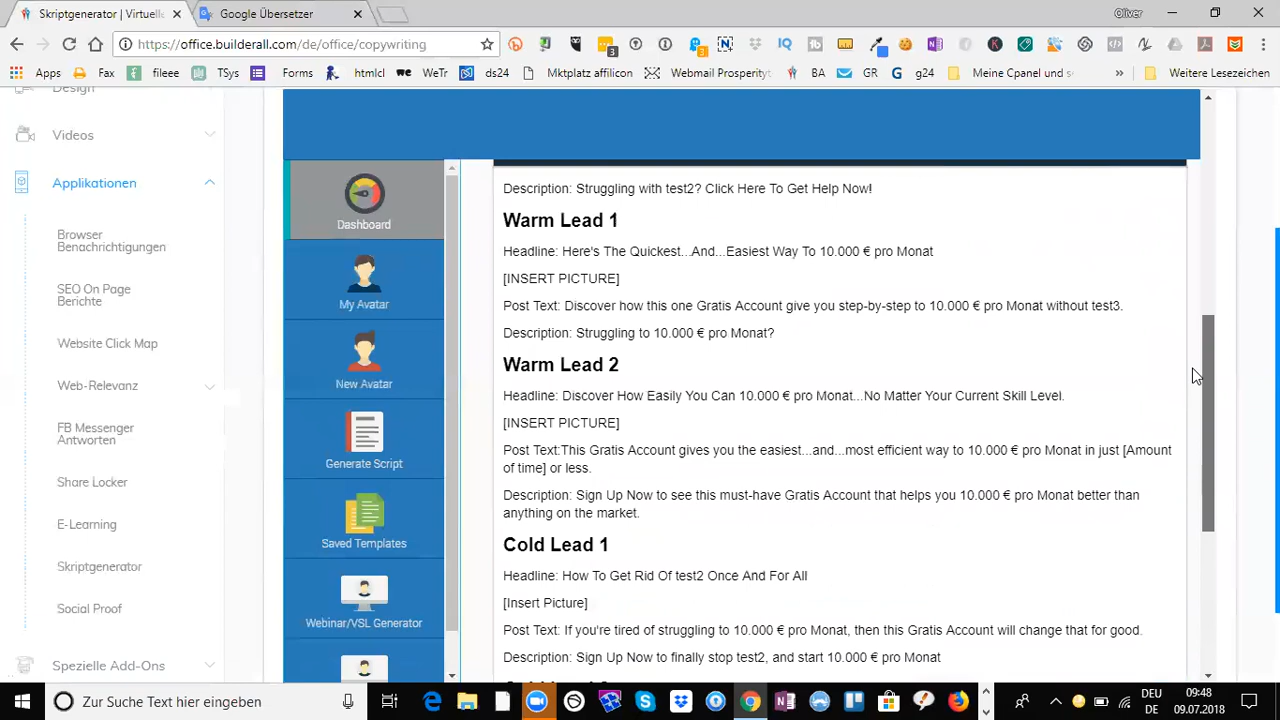 Skriptgenerator | Virtuelle
Google Übersetzer
Oliver
https://office.builderall.com/de/office/copywriting
3
3
Apps
Fax
fileee
TSys
Forms
htmlcl
WeTr
ds24
Mktplatz affilicon
Webmail Prosperity
BA
GR
g24
Meine Cpanel und
Weitere Lesezeichen
Design
Videos
Applikationen
Browser
Benachrichtigungen
SEO On Page
Berichte
Website Click Map
Web-Relevanz
FB Messenger
Antworten
Share Locker
E-Learning
Skriptgenerator
Social Proof
Spezielle Add-Ons
Dashboard
My Avatar
New Avatar
Generate Script
Saved Templates
Webinar/VSL Generator
Description: Struggling with test2? Click Here To Get Help Now!
Warm Lead 1
Headline: Here's The Quickest...And...Easiest Way To 10.000 € pro Monat
[INSERT PICTURE]
Post Text: Discover how this one Gratis Account give you step-by-step to 10.000 € pro Monat without test3.
Description: Struggling to 10.000 € pro Monat?
Warm Lead 2
Headline: Discover How Easily You Can 10.000 € pro Monat...No Matter Your Current Skill Level.
[INSERT PICTURE]
Post Text:This Gratis Account gives you the easiest...and...most efficient way to 10.000 € pro Monat in just [Amount
of time] or less.
Description: Sign Up Now to see this must-have Gratis Account that helps you 10.000 € pro Monat better than
anything on the market.
Cold Lead 1
Headline: How To Get Rid Of test2 Once And For All
[Insert Picture]
Post Text: If you're tired of struggling to 10.000 € pro Monat, then this Gratis Account will change that for good.
Description: Sign Up Now to finally stop test2, and start 10.000 € pro Monat
Zur Suche Text hier eingeben
DEU
DE
09:48
09.07.2018